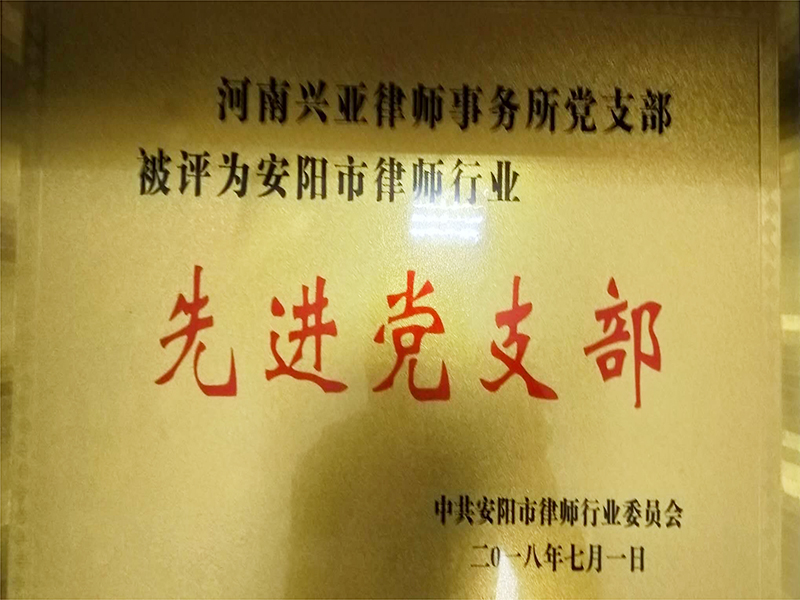 河南兴亚律师事务所党支部
被评为安阳市律师行业
先进党支部
中共安阳市律师行业委员会
二0一八年七月一日